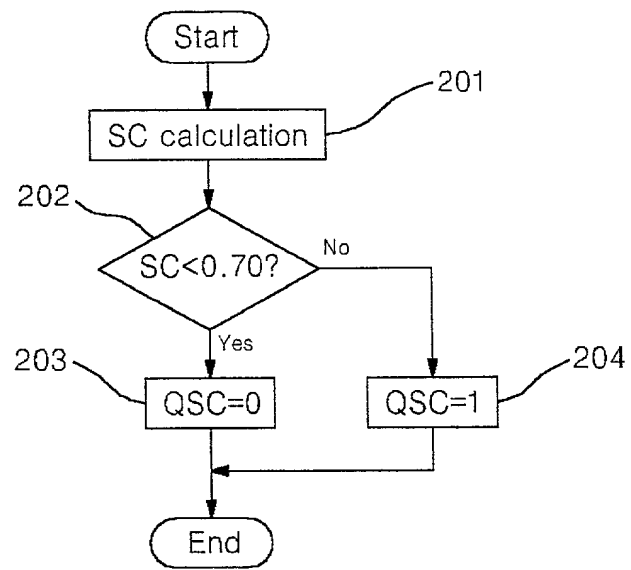 Start
201
SC calculation
202
SC<0.70?
No
Yes
203
QSC=0
QSC=1
204
End